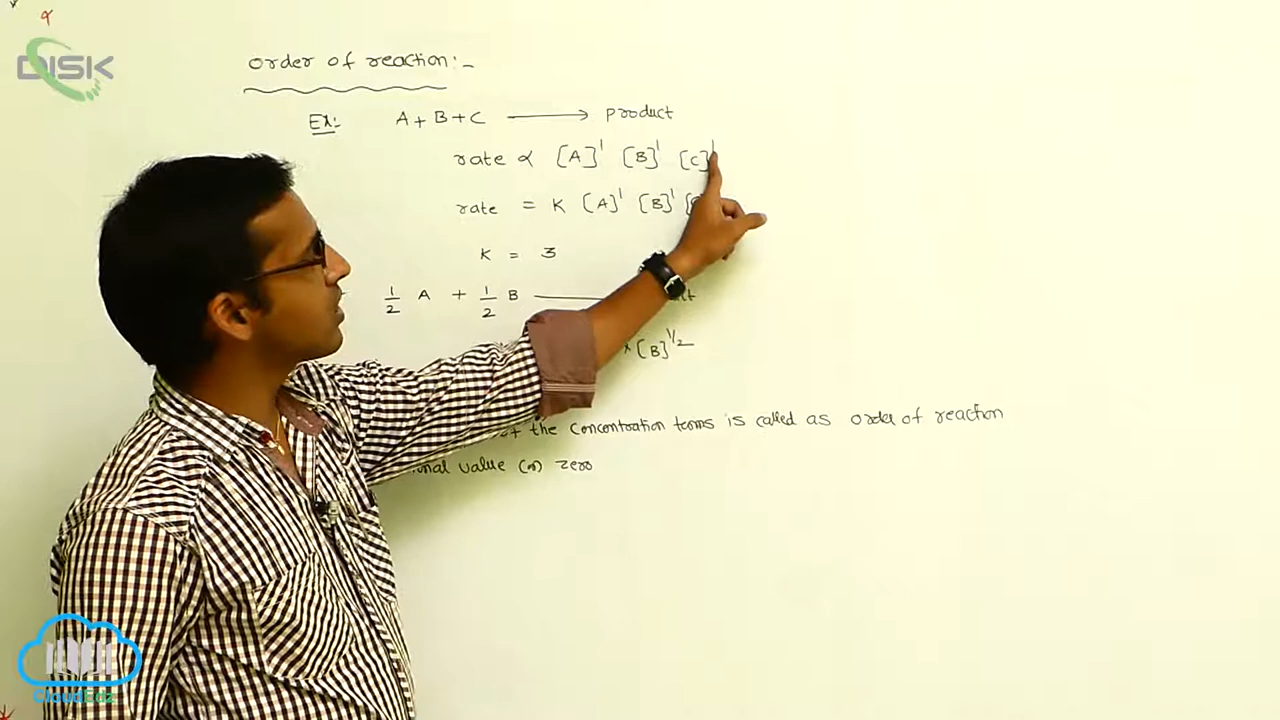 DISK
Order of reaction:-
Ex:- A + B + C ⟶ product
rate ∝ [A]¹ [B]¹ [C]¹
rate = K [A]¹ [B]¹
K = 3
1/2 A + 1/2 B
[B]^1/2
the concentration terms is called as order of reaction
value (or) zero
CloudEdz